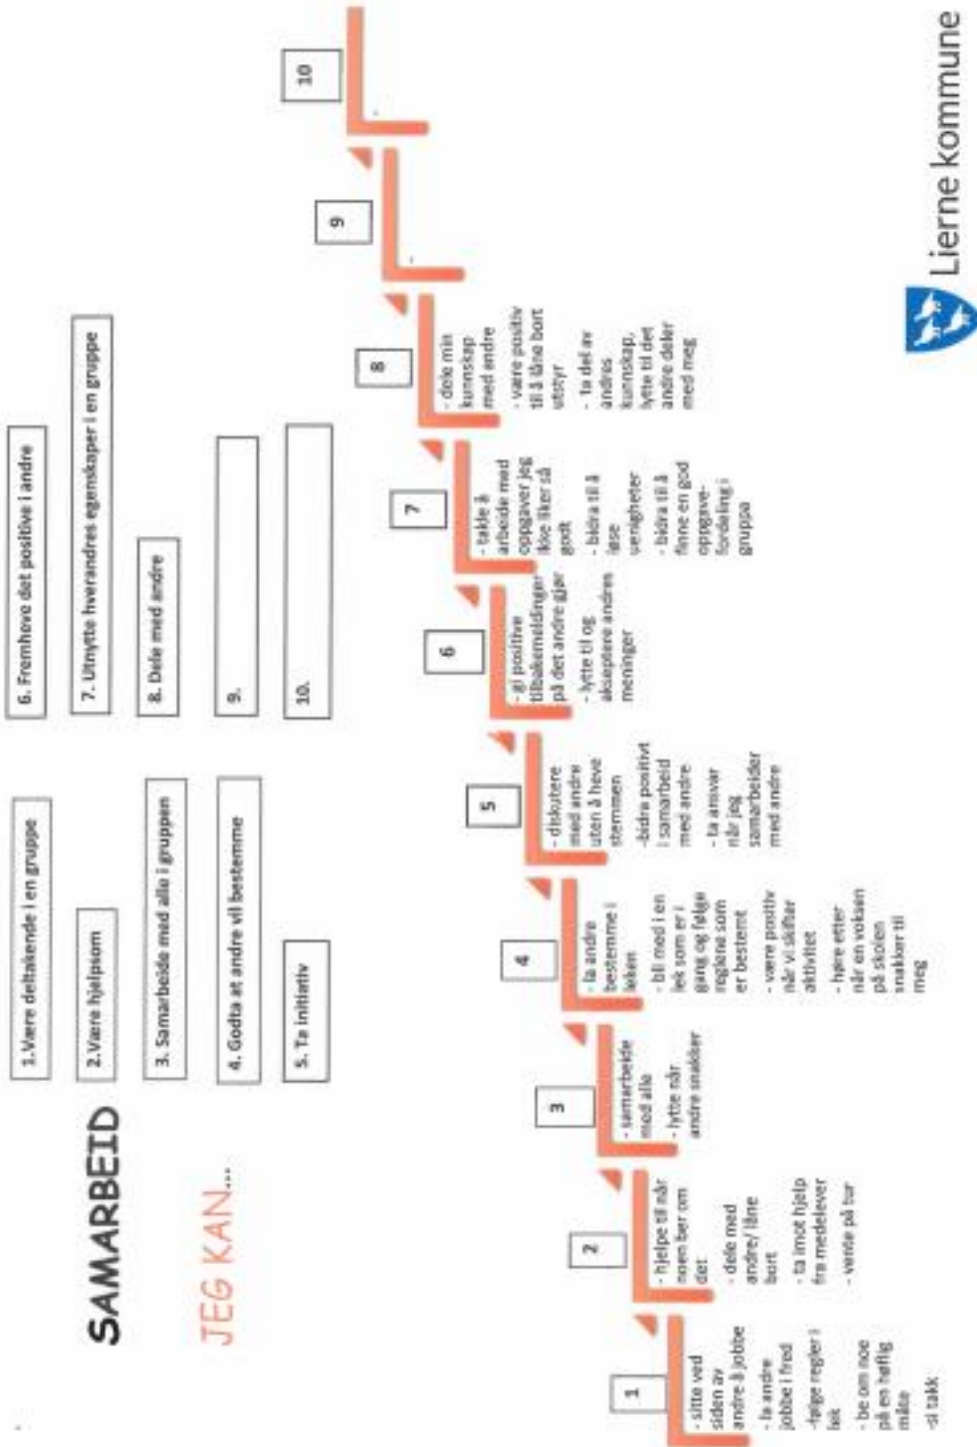 SAMARBEID
JEG KAN...
1.Være deltakende i en gruppe
2.Være hjelpsom
3. Samarbeide med alle i gruppen
4. Godta at andre vil bestemme
5. Ta initiativ
6. Fremheve det positive i andre
7. Utnytte hverandres egenskaper i en gruppe
8. Dele med andre
9.
10.
1
- sitte ved
siden av
andre å jobbe
- la andre
jobbe i fred
-følge regler i
lek
- be om noe
på en høflig
måte
-si takk
2
- hjelpe til når
noen ber om
det
- dele med
andre/ låne
bort
- ta imot hjelp
fra medelever
- vente på tur
3
- samarbeide
med alle
- lytte når
andre snakker
4
- la andre
bestemme i
leken
- bli med i en
lek som er i
gang og følge
reglene som
er bestemt
- være positiv
når vi skifter
aktivitet
- høre etter
når en voksen
på skolen
snakker til
meg
5
- diskutere
med andre
uten å heve
stemmen
-bidra positivt
i samarbeid
med andre
- ta ansvar
når jeg
samarbeider
med andre
6
- gi positive
tilbakemeldinger
på det andre gjør
- lytte til og
akseptere andres
meninger
7
- takle å
arbeide med
oppgaver jeg
ikke liker så
godt
- bidra til å
løse
uenigheter
- bidra til å
finne en god
oppgave-
fordeling i
gruppa
8
- dele min
kunnskap
med andre
- være positiv
til å låne bort
utstyr
- ta del av
andres
kunnskap,
lytte til det
andre deler
med meg
9
10
Lierne kommune